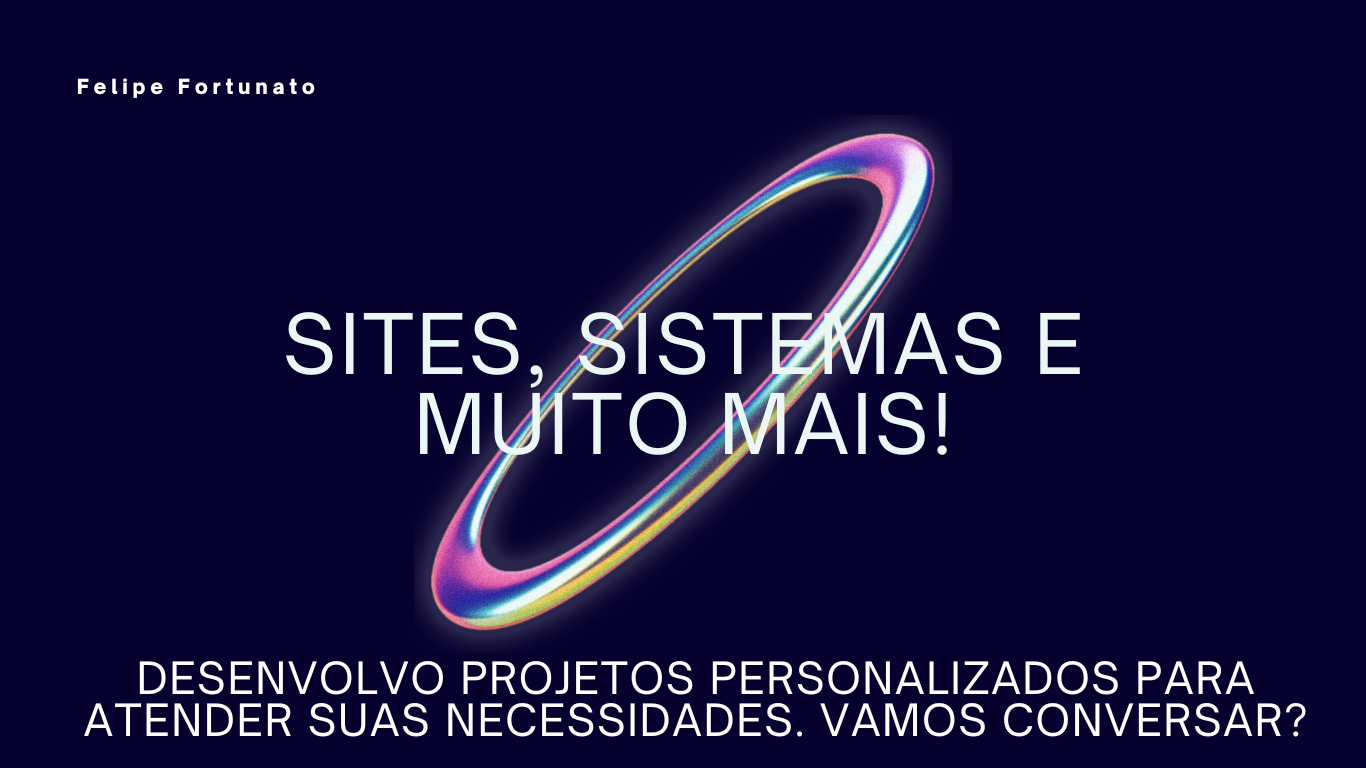 Felipe Fortunato
SITES, SISTEMAS E
MUITO MAIS!
DESENVOLVO PROJETOS PERSONALIZADOS PARA
ATENDER SUAS NECESSIDADES. VAMOS CONVERSAR?